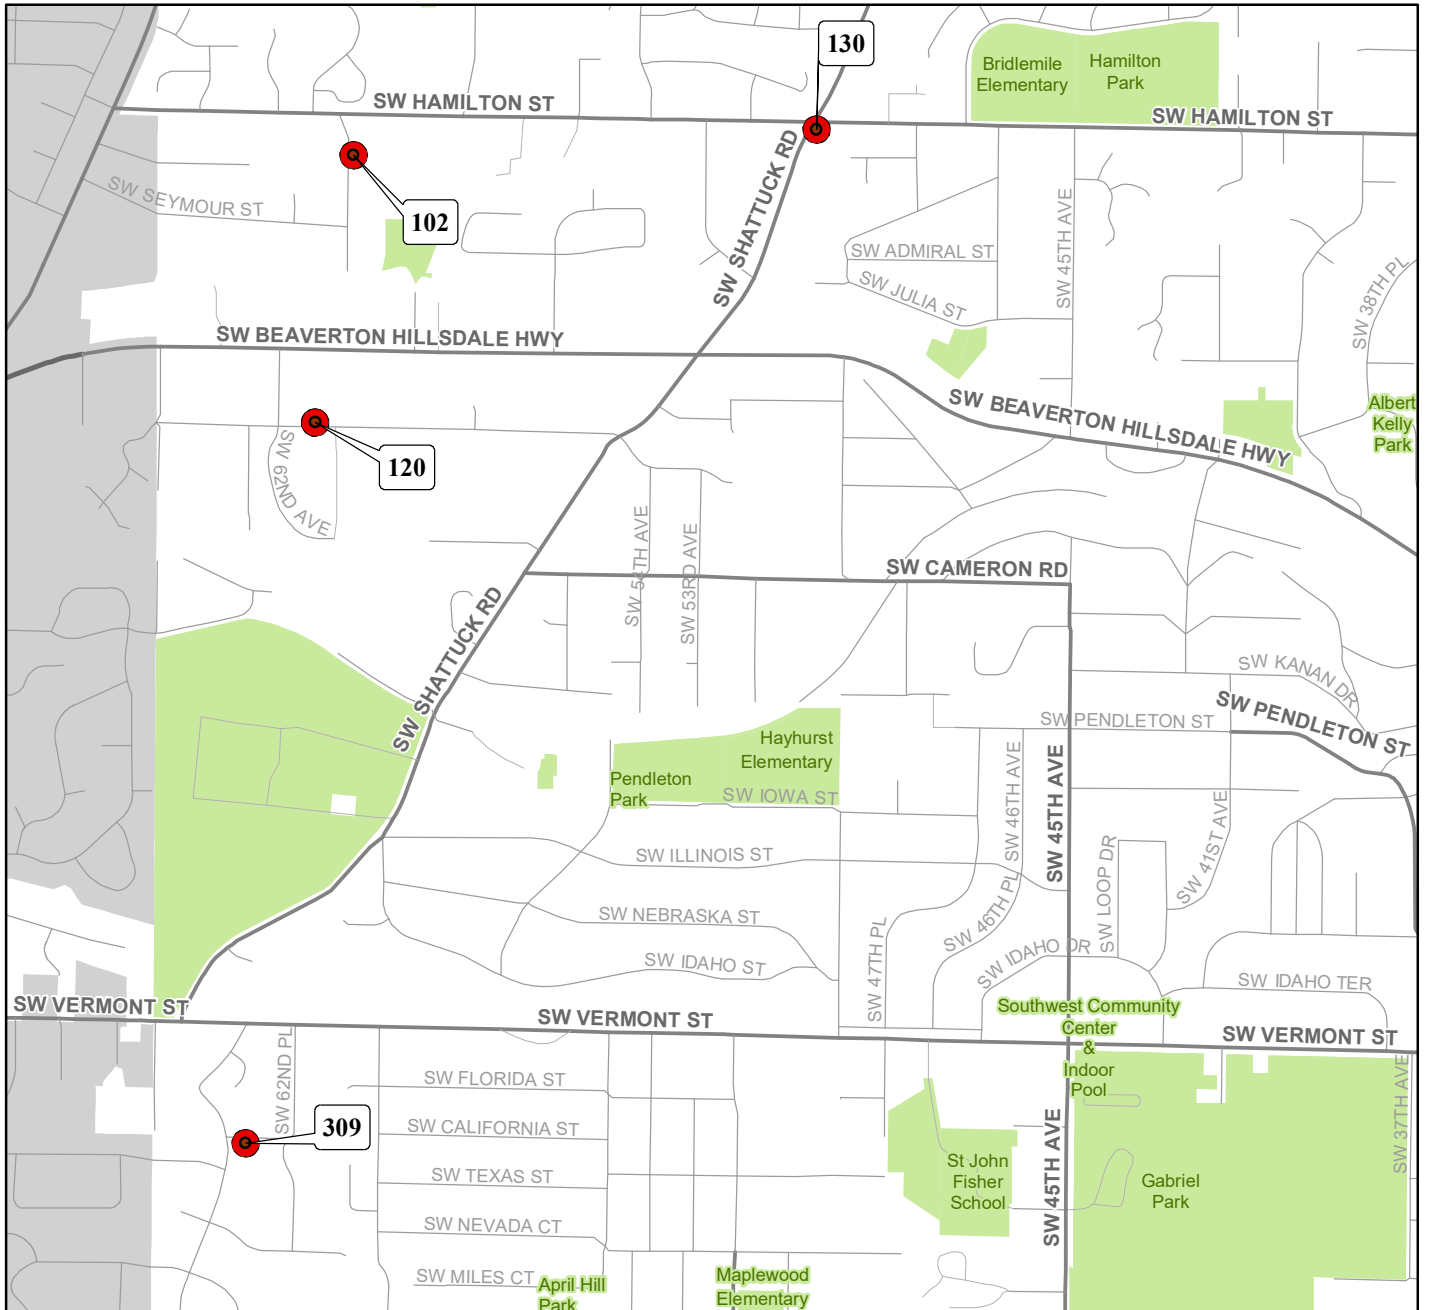 130
Bridlemile
Elementary
Hamilton
Park
SW HAMILTON ST
SW HAMILTON ST
SW SHATTUCK RD
102
SW SEYMOUR ST
SW ADMIRAL ST
SW JULIA ST
SW 45TH AVE
SW 38TH PL
SW BEAVERTON HILLSDALE HWY
SW BEAVERTON HILLSDALE HWY
Albert
Kelly
Park
120
SW 62ND AVE
SW 54TH AVE
SW 53RD AVE
SW CAMERON RD
SW SHATTUCK RD
SW KANAN DR
SW PENDLETON ST
SW PENDLETON ST
Hayhurst
Elementary
Pendleton
Park
SW IOWA ST
SW 46TH AVE
SW 45TH AVE
SW 41ST AVE
SW LOOP DR
SW ILLINOIS ST
SW 46TH PL
SW NEBRASKA ST
SW 47TH PL
SW IDAHO DR
SW IDAHO ST
SW IDAHO TER
SW VERMONT ST
SW VERMONT ST
SW VERMONT ST
Southwest Community
Center
&
Indoor
Pool
SW 62ND PL
SW FLORIDA ST
SW 37TH AVE
309
SW CALIFORNIA ST
SW 45TH AVE
SW TEXAS ST
St John
Fisher
School
Gabriel
Park
SW NEVADA CT
SW MILES CT
April Hill
Park
Maplewood
Elementary